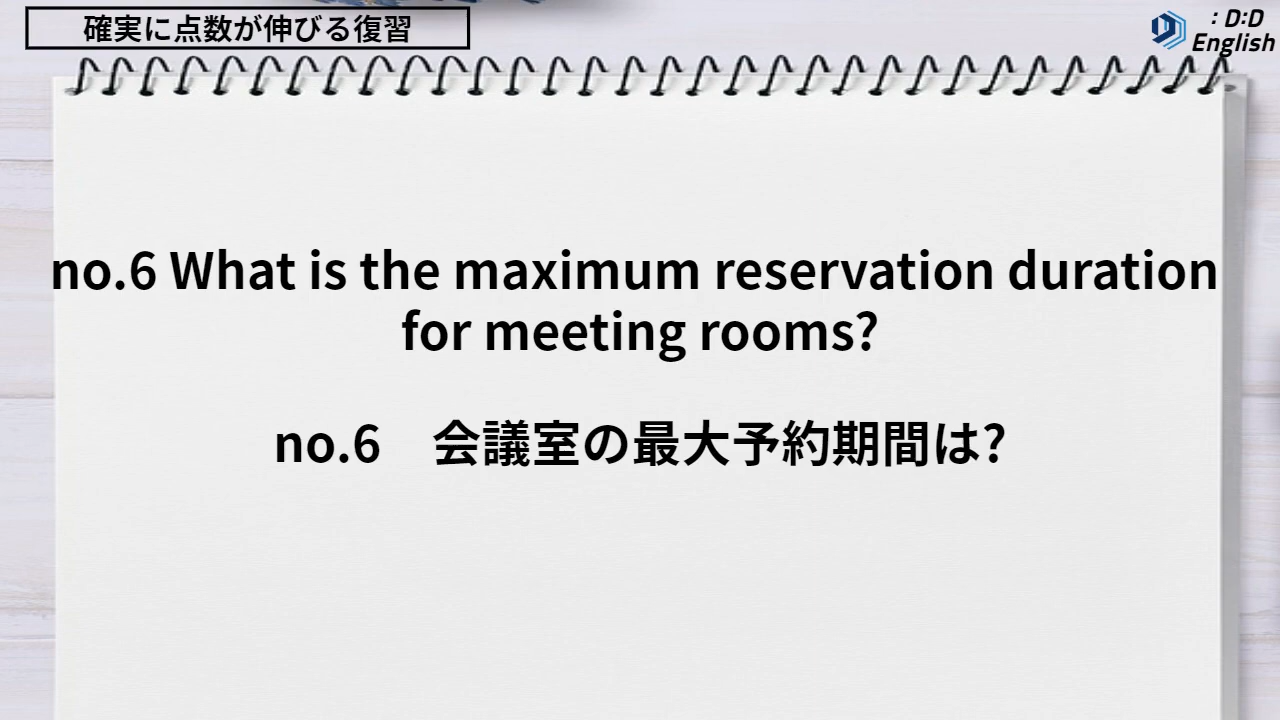 確実に点数が伸びる復習
: D:D
English
no.6 What is the maximum reservation duration
for meeting rooms?
no.6　会議室の最大予約期間は?